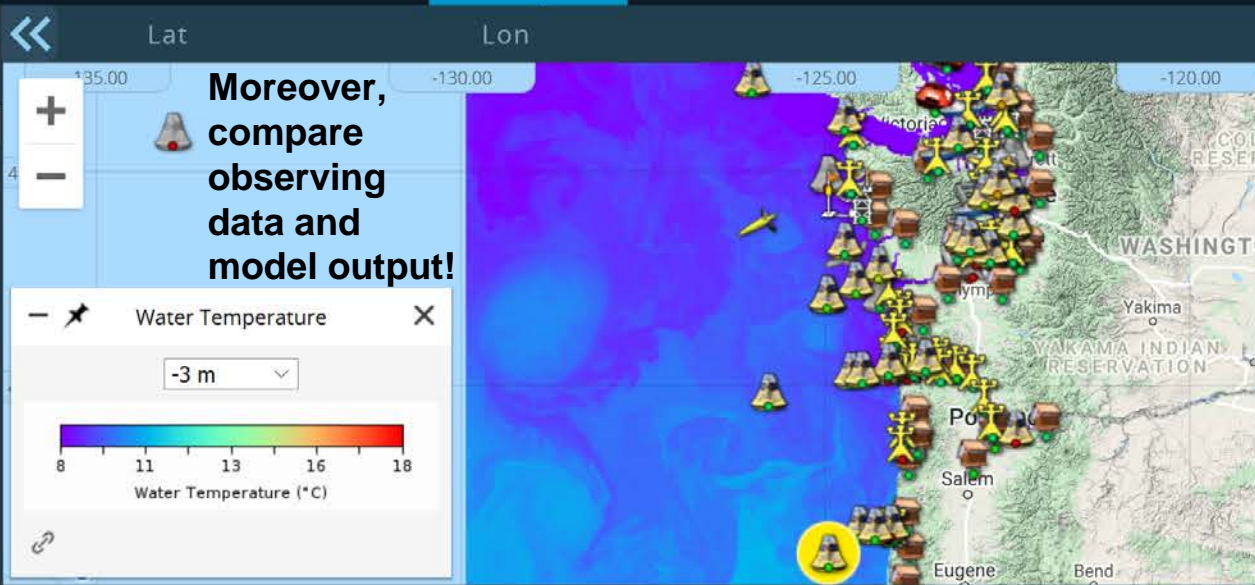 Lat Lon
135.00 -130.00 -125.00 -120.00
Moreover,
compare
observing
data and
model output!
+
−
Victoria
WASHINGT
Yakima
YAKAMA INDIAN
RESERVATION
Water Temperature
-3 m
8 11 13 16 18
Water Temperature (°C)
Salem
Eugene
Bend